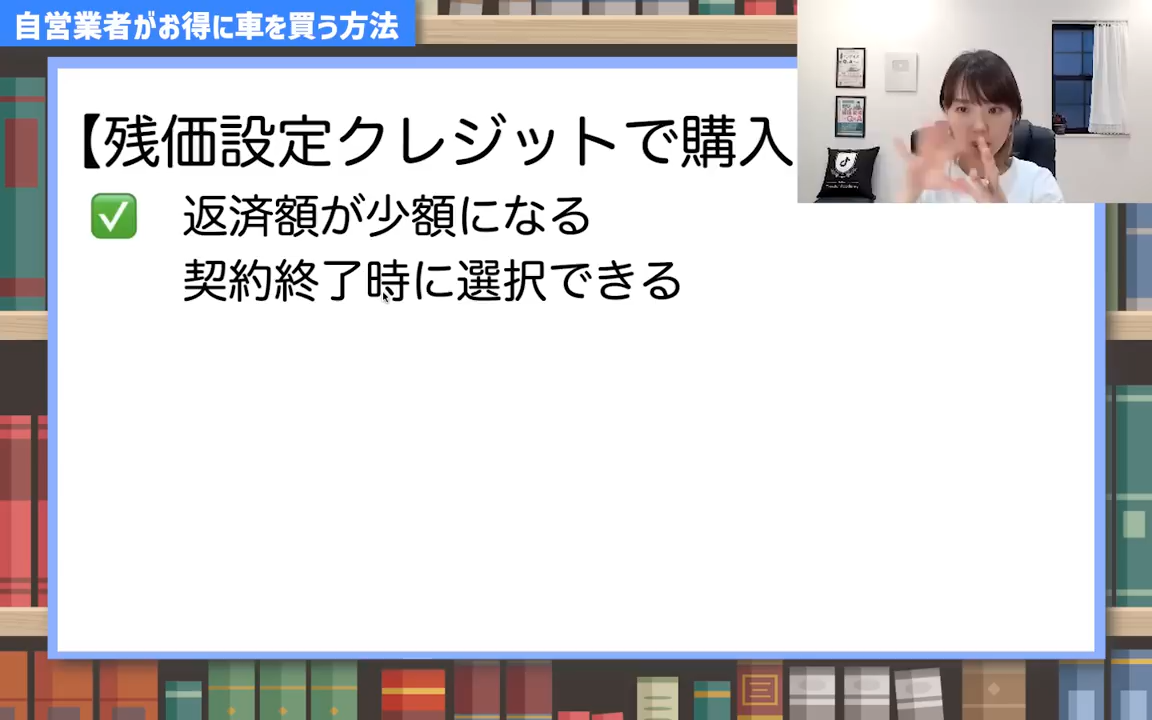 自営業者がお得に車を買う方法
【残価設定クレジットで購入
返済額が少額になる
契約終了時に選択できる